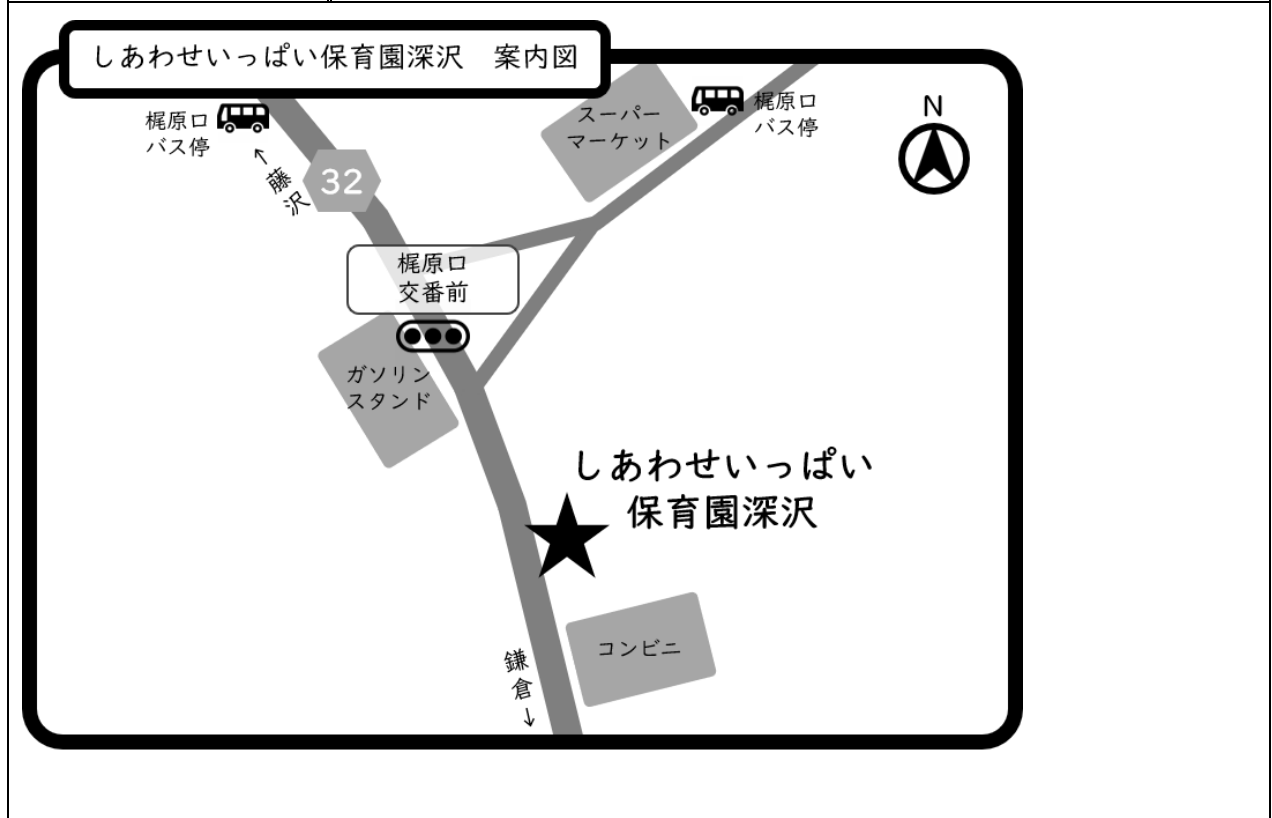 しあわせいっぱい保育園深沢　案内図
梶原口
バス停
スーパー
マーケット
梶原口
バス停
N
←藤沢
32
梶原口
交番前
ガソリン
スタンド
しあわせいっぱい
保育園深沢
コンビニ
鎌倉→